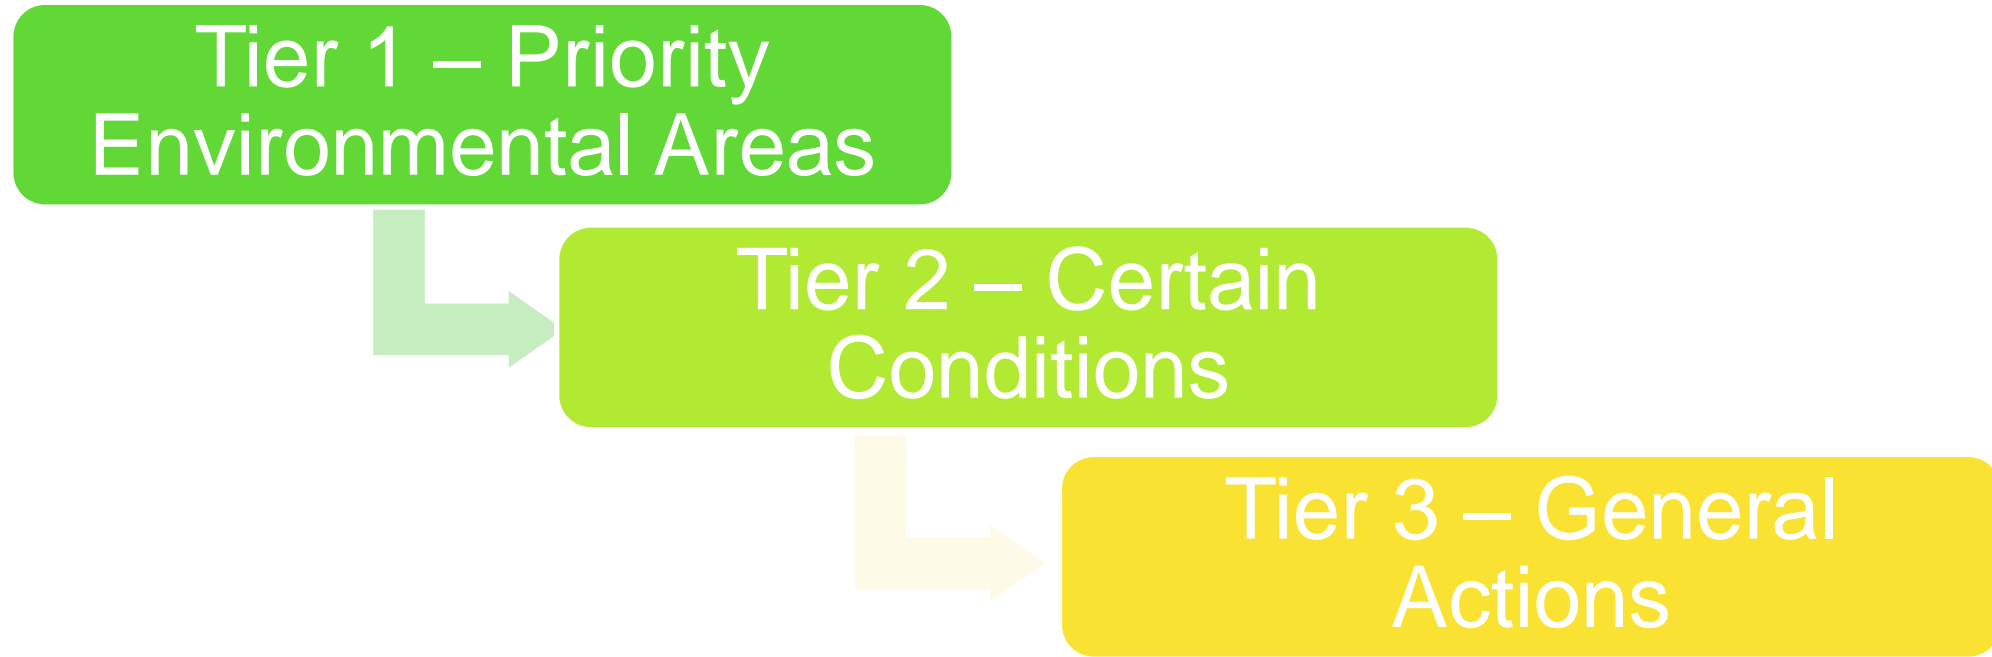 Tier 1 – Priority
Environmental Areas
Tier 2 – Certain
Conditions
Tier 3 – General
Actions